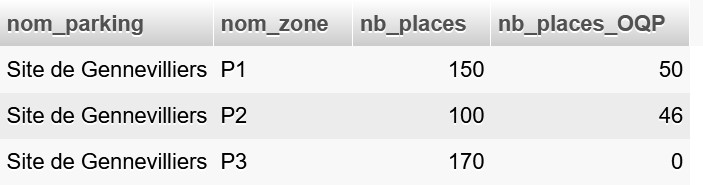 nom_parking nom_zone nb_places nb_places_OQP
Site de Gennevilliers P1 150 50
Site de Gennevilliers P2 100 46
Site de Gennevilliers P3 170 0